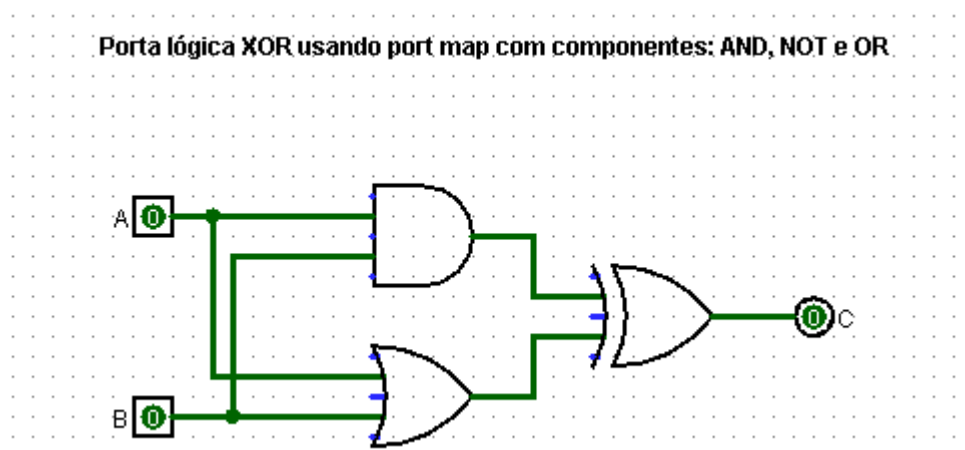 Porta lógica XOR usando port map com componentes: AND, NOT e OR
A 0
0 C
B 0